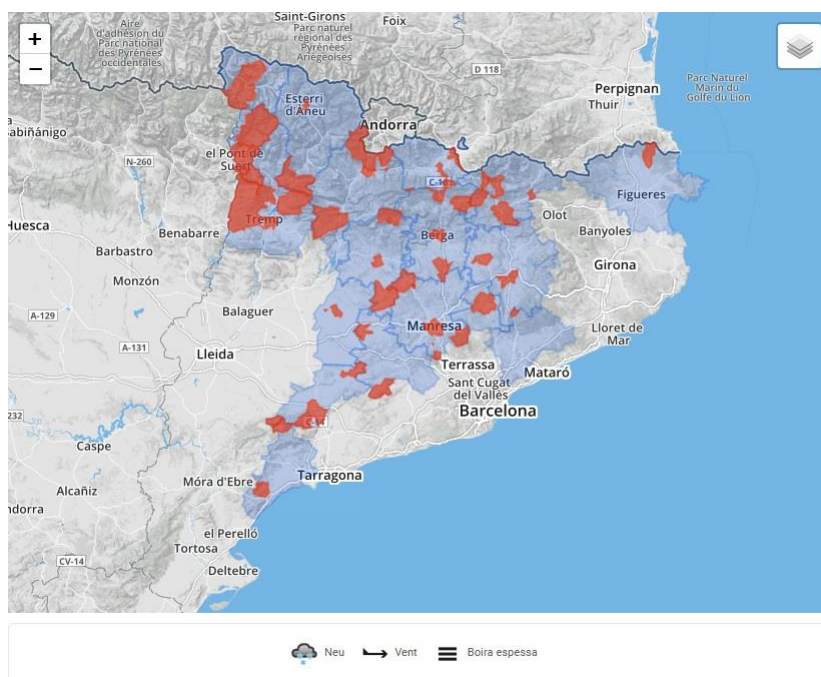 Saint-Girons
Foix
Aire
d'adhésion du
Parc national
des Pyrénées
occidentales
Parc naturel
régional des
Pyrénées
Ariégeoises
+
−
D 118
Perpignan
Thuir
Parc Naturel
Marin du
Golfe du Lion
Esterri
d'Àneu
Andorra
abiñánigo
N-260
el Pont de
Suert
Figueres
Huesca
Tremp
Olot
Banyoles
Benabarre
Berga
Barbastro
Girona
Monzón
A-129
Balaguer
Manresa
Lloret de
Mar
A-131
Lleida
Terrassa
Mataró
Sant Cugat
del Vallès
Barcelona
232
Caspe
Móra d'Ebre
Tarragona
Alcañiz
ndorra
el Perelló
Tortosa
CV-14
Deltebre
Neu
Vent
Boira espessa